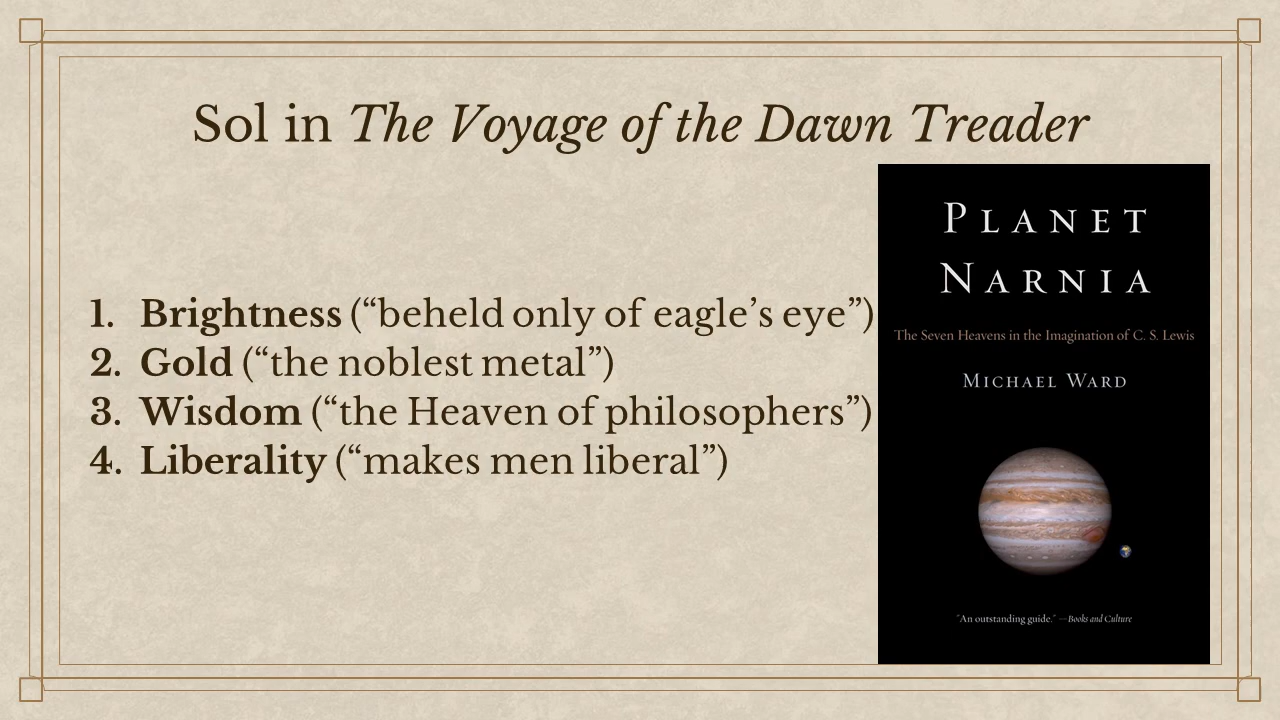 Sol in The Voyage of the Dawn Treader
1. Brightness (“beheld only of eagle’s eye”)
2. Gold (“the noblest metal”)
3. Wisdom (“the Heaven of philosophers”)
4. Liberality (“makes men liberal”)
PLANET
NARNIA
The Seven Heavens in the Imagination of C. S. Lewis
MICHAEL WARD
"An outstanding guide." —Books and Culture